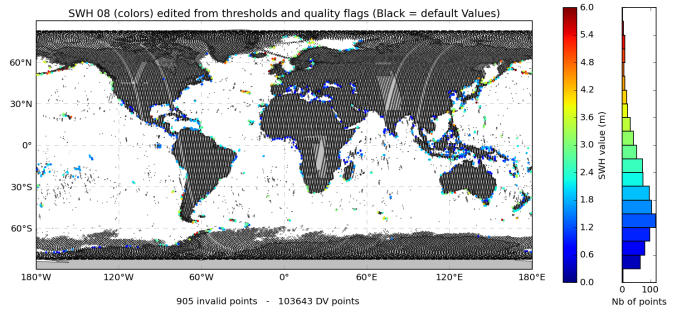 SWH 08 (colors) edited from thresholds and quality flags (Black = default Values)
60°N
30°N
0°
30°S
60°S
180°W 120°W 60°W 0° 60°E 120°E 180°E
905 invalid points - 103643 DV points
6.0
5.4
4.8
4.2
3.6
3.0
2.4
1.8
1.2
0.6
0.0
SWH value (m)
0 100
Nb of points